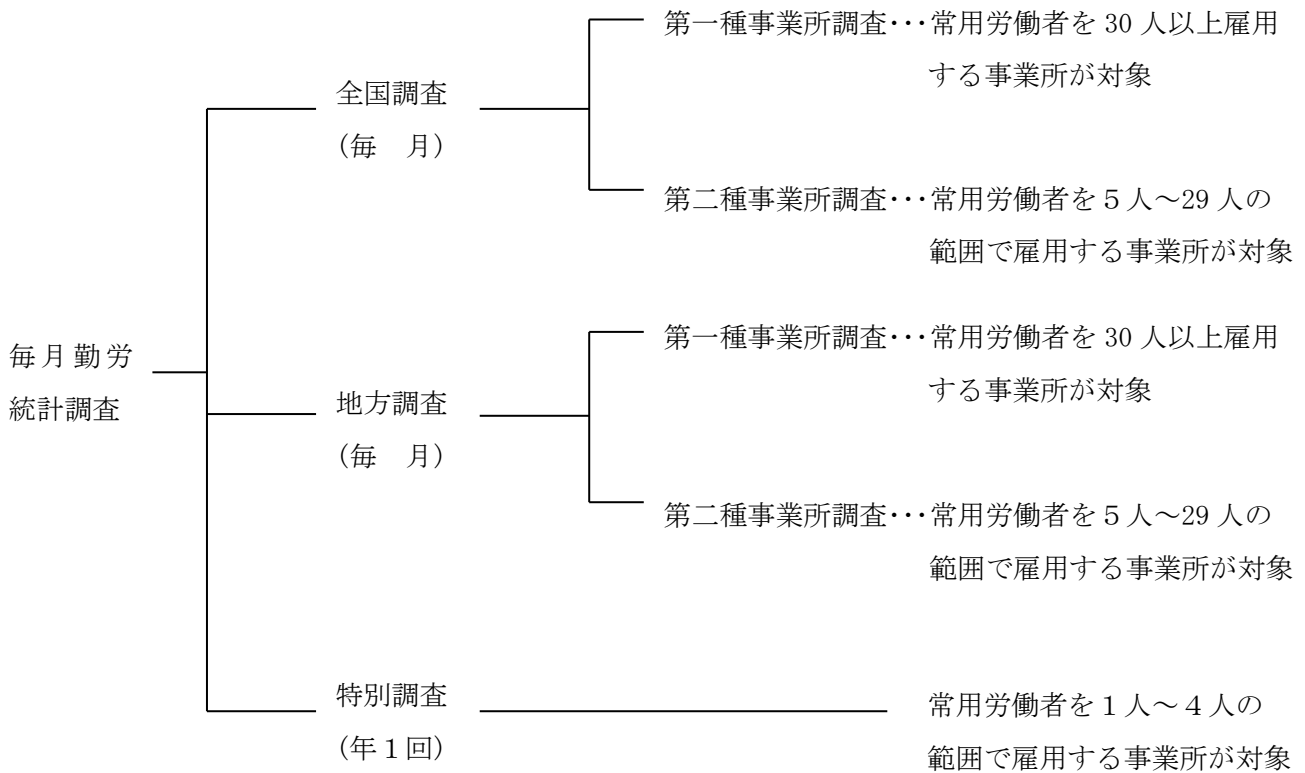 毎月勤労
統計調査
全国調査
(毎　月)
第一種事業所調査･･･常用労働者を 30 人以上雇用
する事業所が対象
第二種事業所調査･･･常用労働者を５人～29 人の
範囲で雇用する事業所が対象
地方調査
(毎　月)
第一種事業所調査･･･常用労働者を 30 人以上雇用
する事業所が対象
第二種事業所調査･･･常用労働者を５人～29 人の
範囲で雇用する事業所が対象
特別調査
(年１回)
常用労働者を１人～４人の
範囲で雇用する事業所が対象